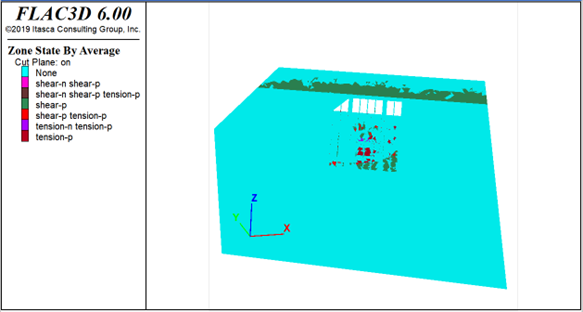 FLAC3D 6.00
©2019 Itasca Consulting Group, Inc.
Zone State By Average
Cut Plane: on
None
shear-n shear-p
shear-n shear-p tension-p
shear-p
shear-p tension-p
tension-n tension-p
tension-p
Z
Y
X